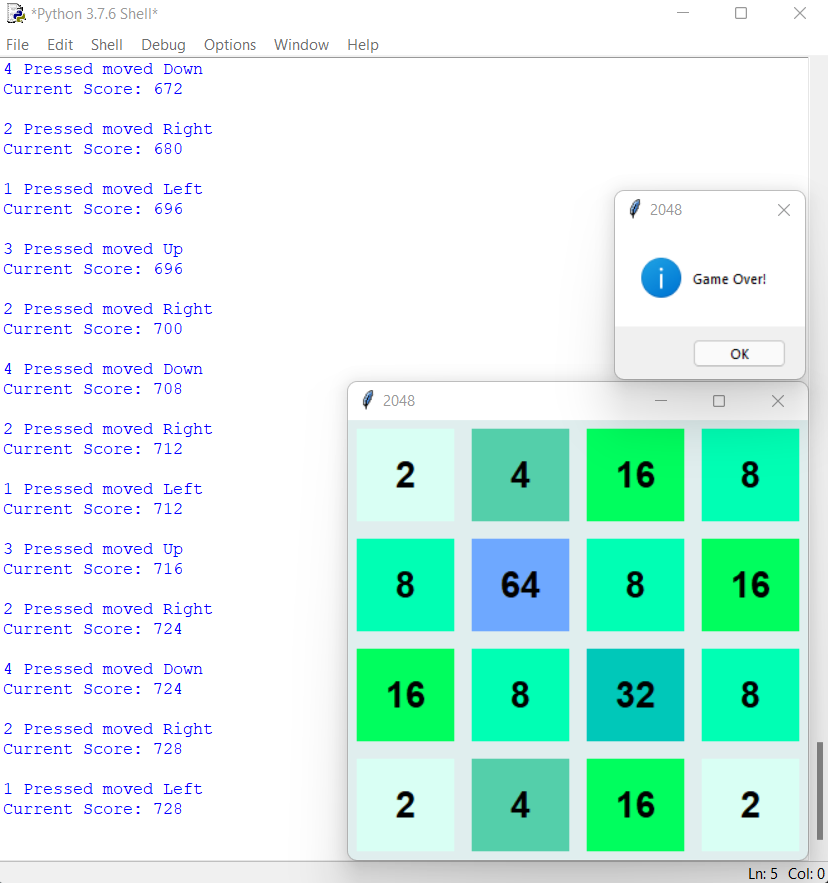 *Python 3.7.6 Shell*
File Edit Shell Debug Options Window Help
4 Pressed moved Down
Current Score: 672
2 Pressed moved Right
Current Score: 680
1 Pressed moved Left
Current Score: 696
3 Pressed moved Up
Current Score: 696
2 Pressed moved Right
Current Score: 700
4 Pressed moved Down
Current Score: 708
2 Pressed moved Right
Current Score: 712
1 Pressed moved Left
Current Score: 712
3 Pressed moved Up
Current Score: 716
2 Pressed moved Right
Current Score: 724
4 Pressed moved Down
Current Score: 724
2 Pressed moved Right
Current Score: 728
1 Pressed moved Left
Current Score: 728
2048
Game Over!
OK
2048
2 4 16 8
8 64 8 16
16 8 32 8
2 4 16 2
Ln: 5 Col: 0